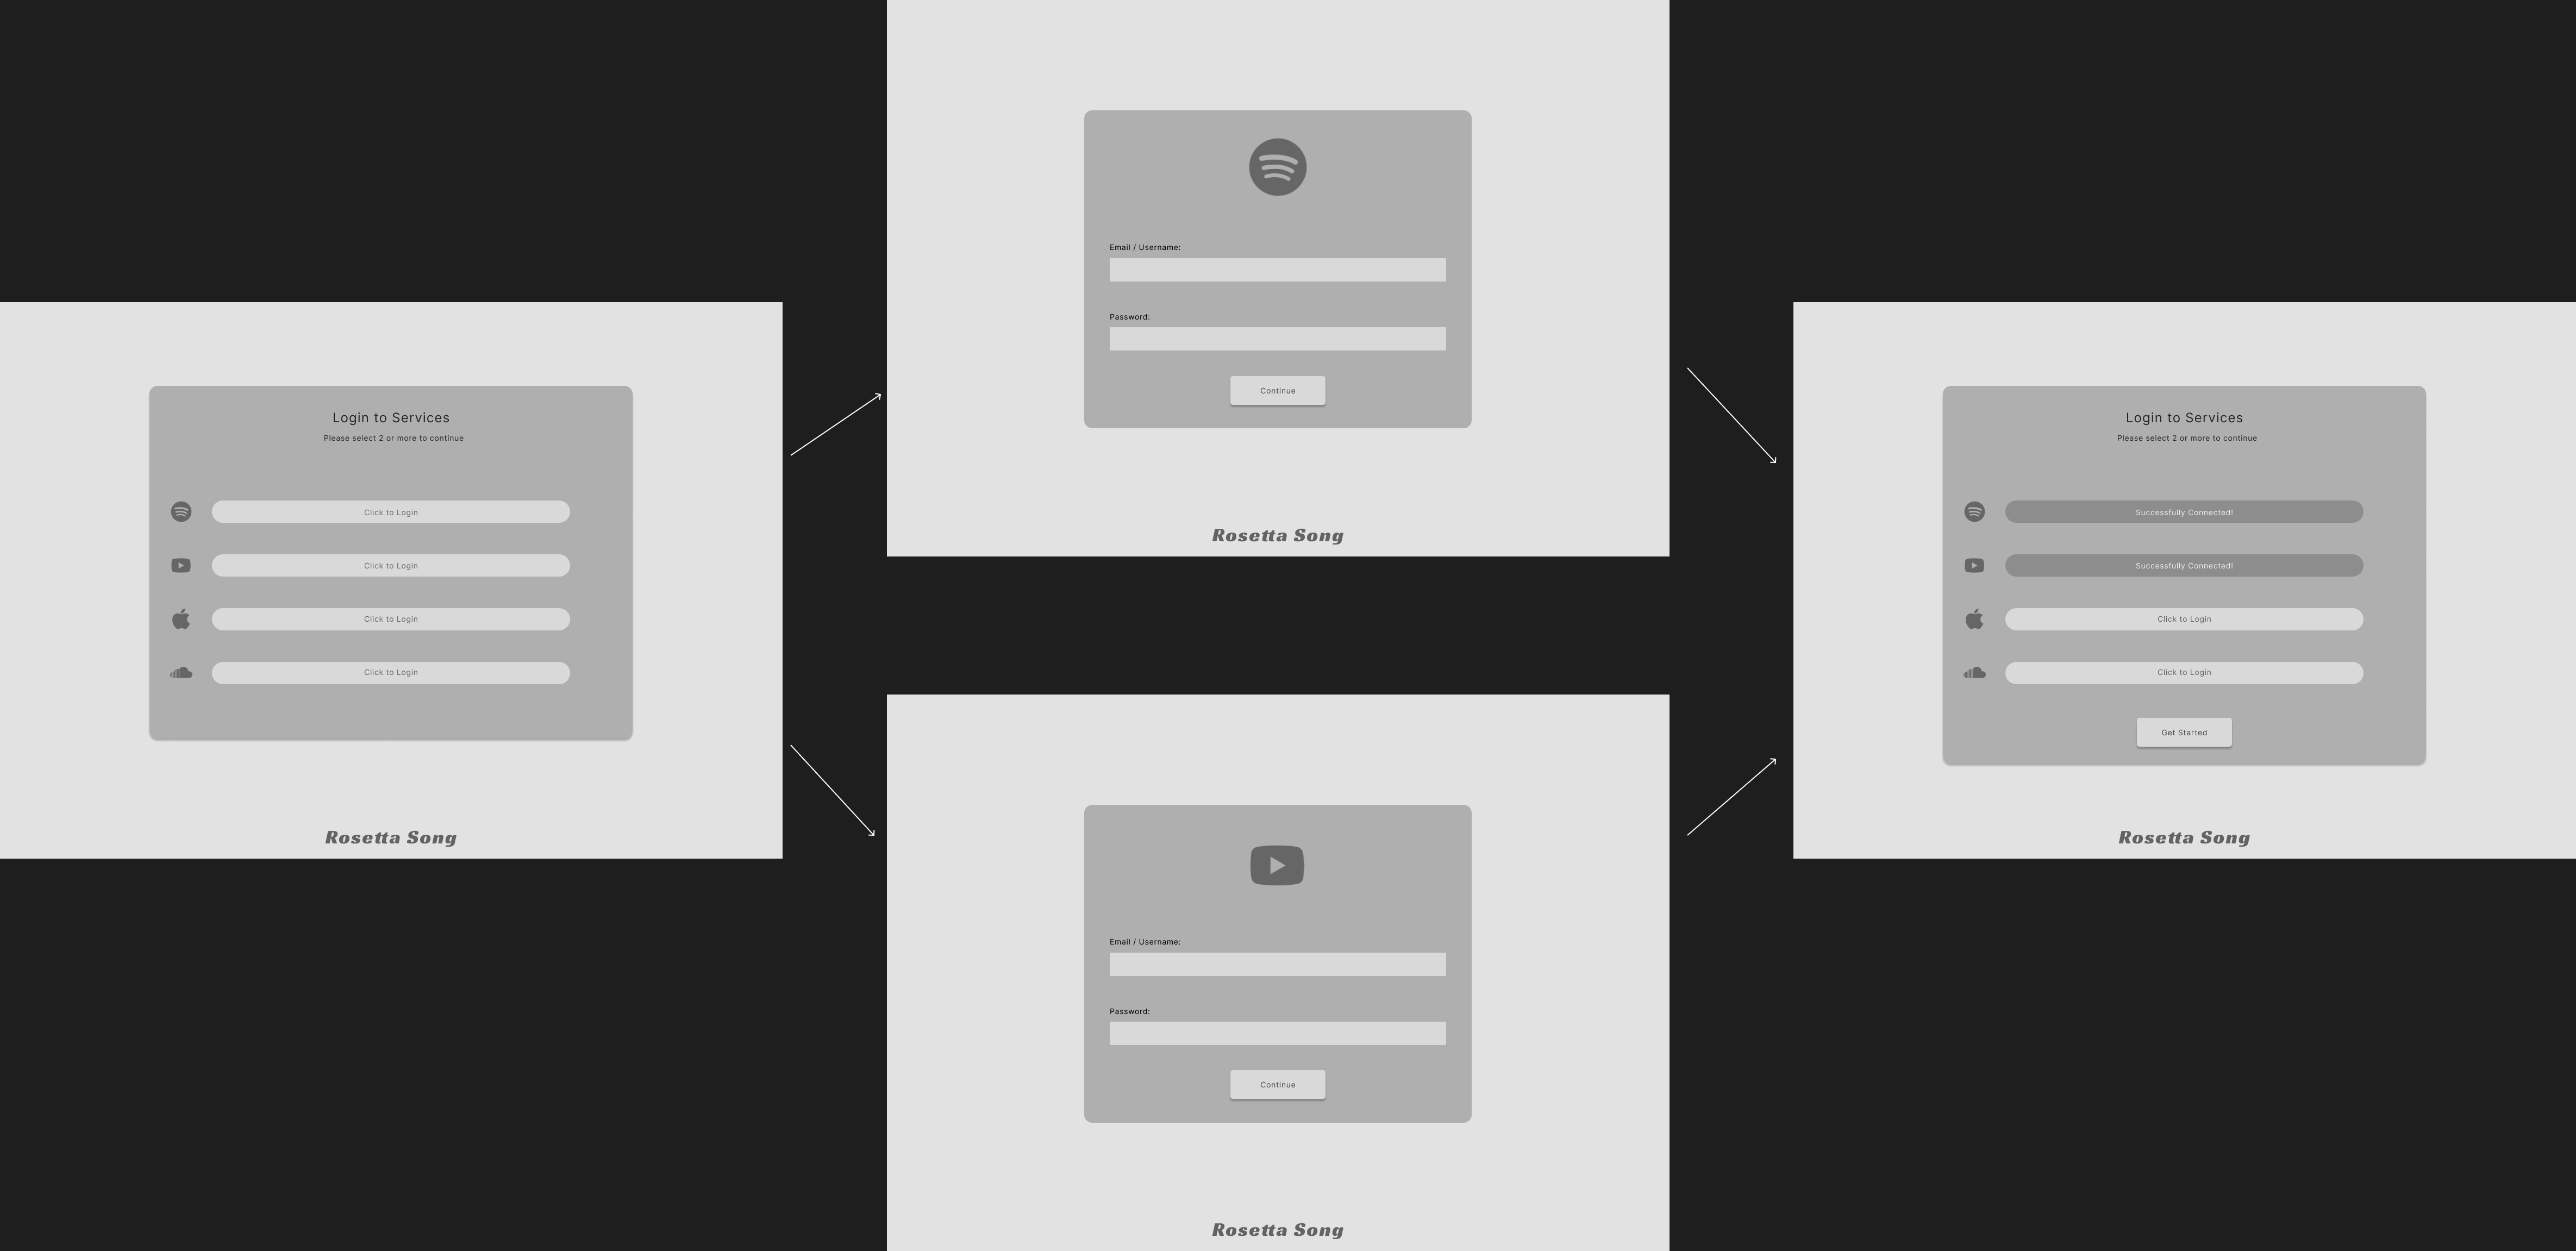 Login to Services
Please select 2 or more to continue
Click to Login
Click to Login
Click to Login
Click to Login
Rosetta Song
Email / Username:
Password:
Continue
Rosetta Song
Email / Username:
Password:
Continue
Rosetta Song
Login to Services
Please select 2 or more to continue
Successfully Connected!
Successfully Connected!
Click to Login
Click to Login
Get Started
Rosetta Song